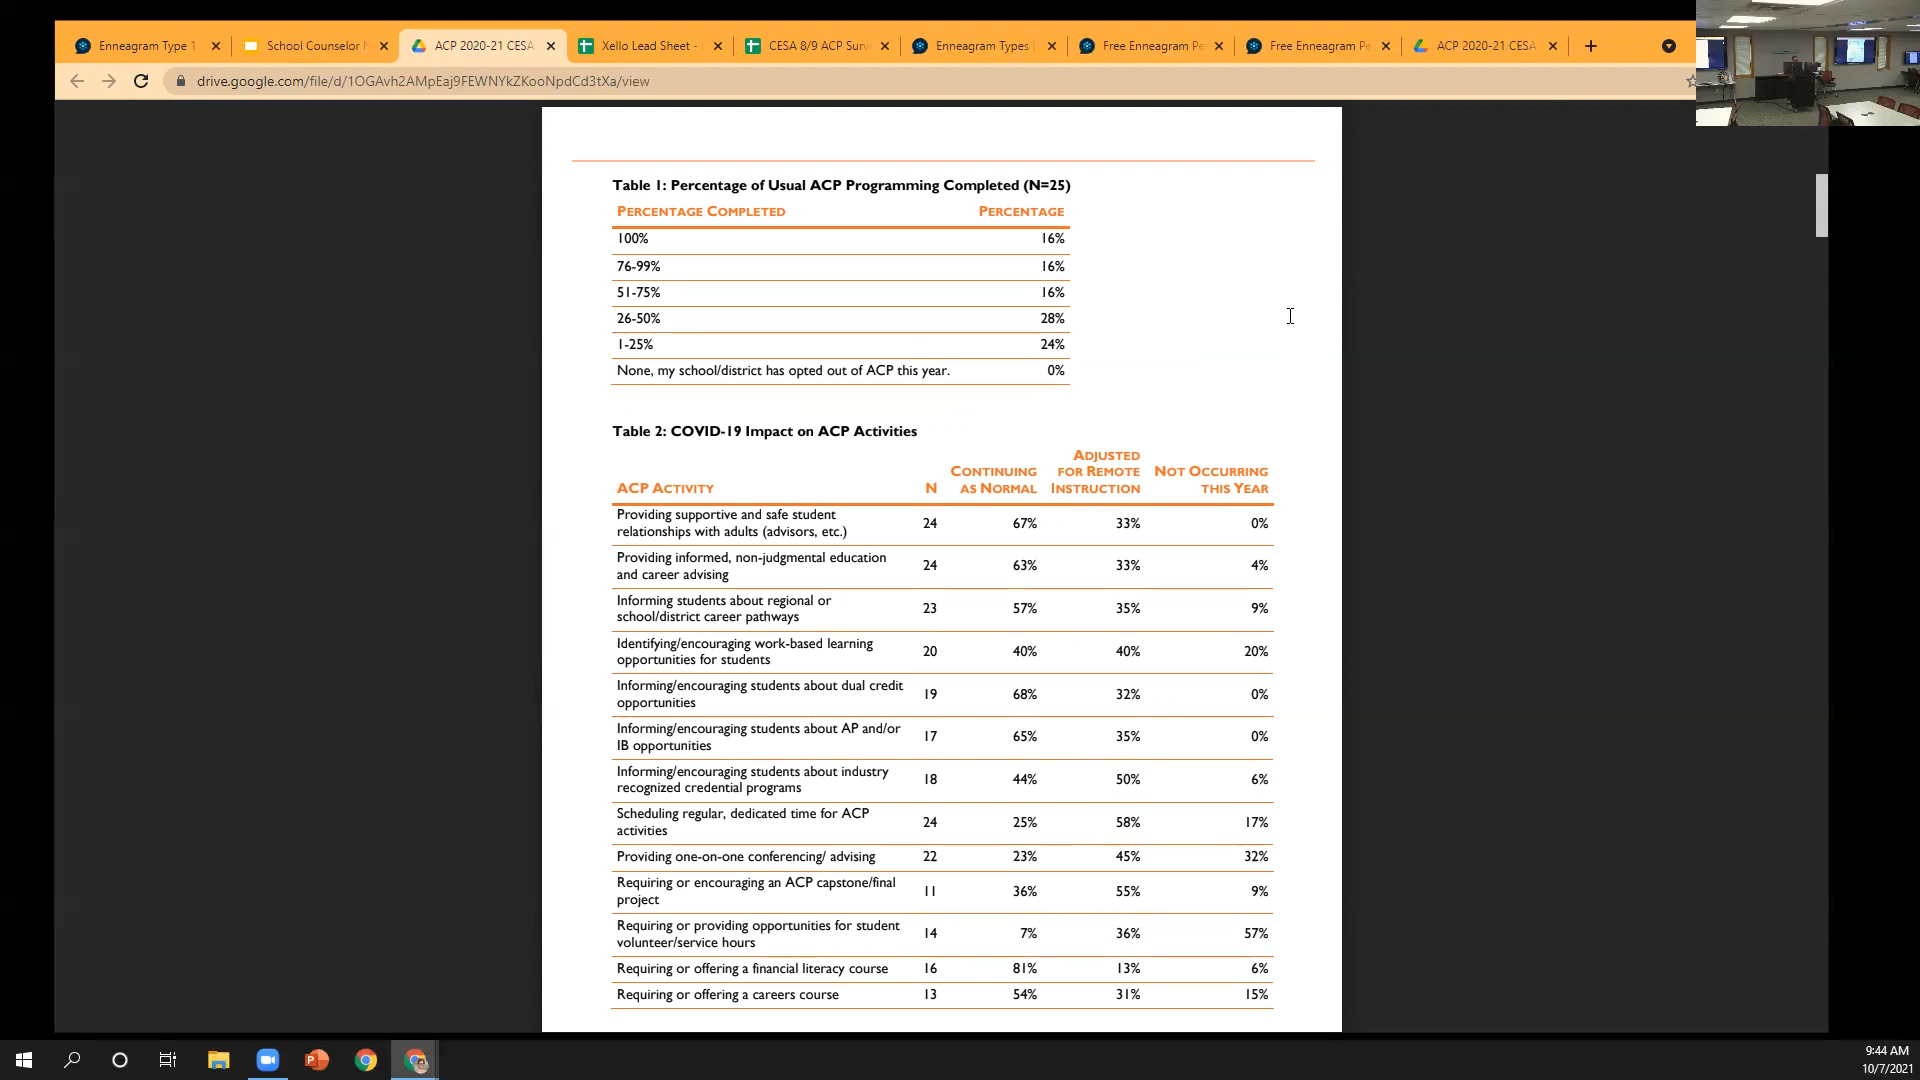 Enneagram Type 1
School Counselor
ACP 2020-21 CESA
Xello Lead Sheet -
CESA 8/9 ACP Surv
Enneagram Types
Free Enneagram Pe
Free Enneagram Pe
ACP 2020-21 CESA
drive.google.com/file/d/1OGAvh2AMpEaj9FEWNYkZKooNpdCd3tXa/view
Table 1: Percentage of Usual ACP Programming Completed (N=25)
PERCENTAGE COMPLETED PERCENTAGE
100% 16%
76-99% 16%
51-75% 16%
26-50% 28%
1-25% 24%
None, my school/district has opted out of ACP this year. 0%
Table 2: COVID-19 Impact on ACP Activities
ADJUSTED
CONTINUING FOR REMOTE NOT OCCURRING
ACP ACTIVITY N AS NORMAL INSTRUCTION THIS YEAR
Providing supportive and safe student
relationships with adults (advisors, etc.) 24 67% 33% 0%
Providing informed, non-judgmental education
and career advising 24 63% 33% 4%
Informing students about regional or
school/district career pathways 23 57% 35% 9%
Identifying/encouraging work-based learning
opportunities for students 20 40% 40% 20%
Informing/encouraging students about dual credit
opportunities 19 68% 32% 0%
Informing/encouraging students about AP and/or
IB opportunities 17 65% 35% 0%
Informing/encouraging students about industry
recognized credential programs 18 44% 50% 6%
Scheduling regular, dedicated time for ACP
activities 24 25% 58% 17%
Providing one-on-one conferencing/ advising 22 23% 45% 32%
Requiring or encouraging an ACP capstone/final
project 11 36% 55% 9%
Requiring or providing opportunities for student
volunteer/service hours 14 7% 36% 57%
Requiring or offering a financial literacy course 16 81% 13% 6%
Requiring or offering a careers course 13 54% 31% 15%
9:44 AM
10/7/2021